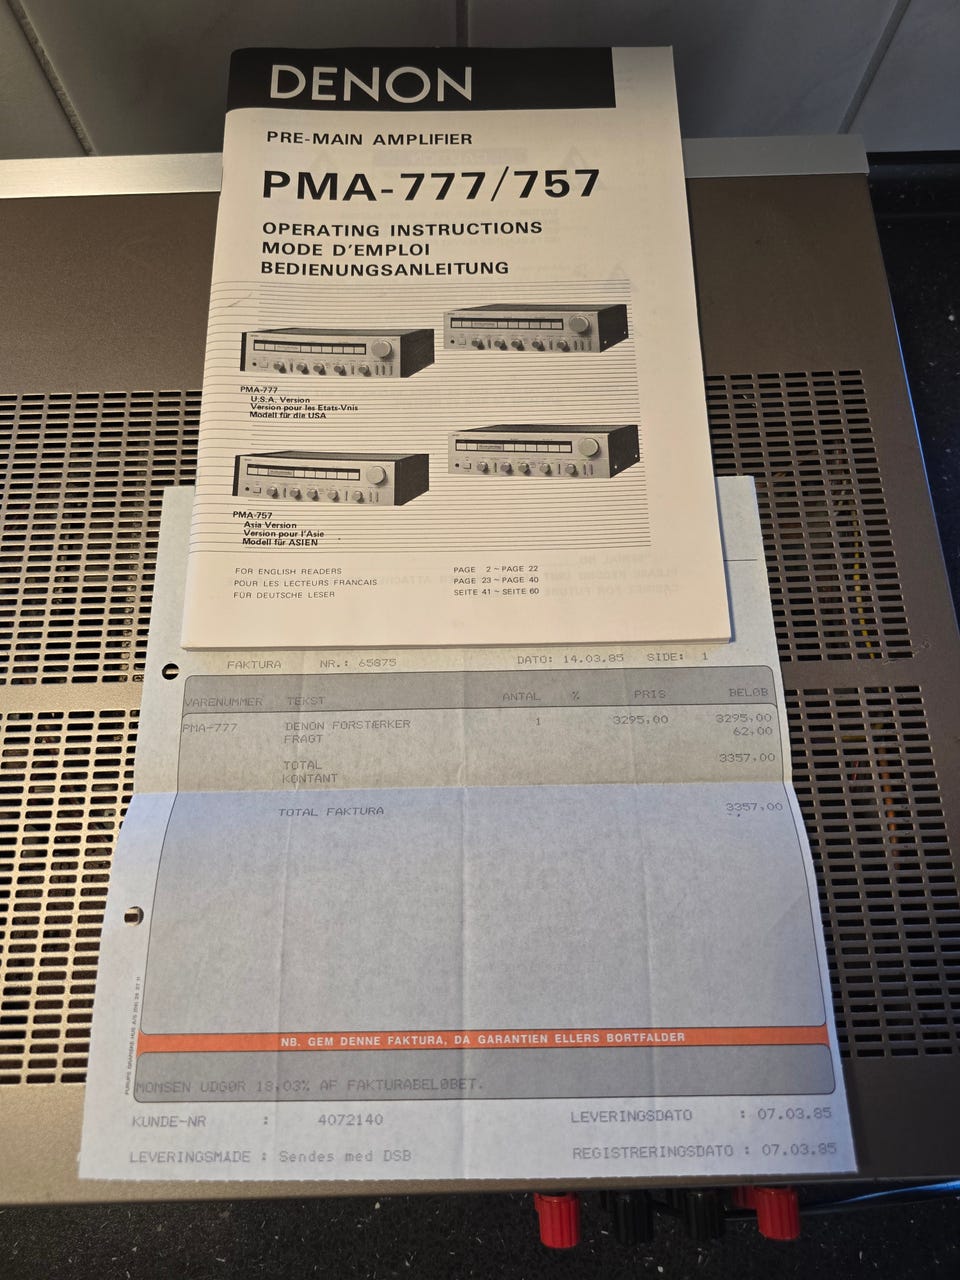 DENON
PRE-MAIN AMPLIFIER
PMA-777/757
OPERATING INSTRUCTIONS
MODE D'EMPLOI
BEDIENUNGSANLEITUNG
PMA-777
U.S.A. Version
Version pour les Etats-Vnis
Modell für die USA
PMA-757
Asia Version
Version pour l'Asie
Modell für ASIEN
FOR ENGLISH READERS PAGE 2 ~ PAGE 22
POUR LES LECTEURS FRANCAIS PAGE 23 ~ PAGE 40
FÜR DEUTSCHE LESER SEITE 41 ~ SEITE 60
FAKTURA NR.: 65875 DATO: 14.03.85 SIDE: 1
VARENUMMER TEKST ANTAL % PRIS BELØB
PMA-777 DENON FORSTÆRKER 1 3295,00 3295,00
FRAGT 62,00
TOTAL 3357,00
KONTANT
TOTAL FAKTURA 3357,00
NB. GEM DENNE FAKTURA, DA GARANTIEN ELLERS BORTFALDER
MOMSEN UDGØR 18,03% AF FAKTURABELØBET.
KUNDE-NR : 4072140 LEVERINGSDATO : 07.03.85
LEVERINGSMÅDE : Sendes med DSB REGISTRERINGSDATO : 07.03.85